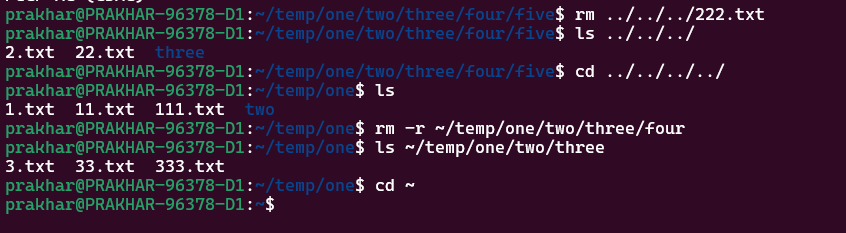 prakhar@PRAKHAR-96378-D1:~/temp/one/two/three/four/five$ rm ../../../222.txt
prakhar@PRAKHAR-96378-D1:~/temp/one/two/three/four/five$ ls ../../../
2.txt  22.txt  three
prakhar@PRAKHAR-96378-D1:~/temp/one/two/three/four/five$ cd ../../../../
prakhar@PRAKHAR-96378-D1:~/temp/one$ ls
1.txt  11.txt  111.txt  two
prakhar@PRAKHAR-96378-D1:~/temp/one$ rm -r ~/temp/one/two/three/four
prakhar@PRAKHAR-96378-D1:~/temp/one$ ls ~/temp/one/two/three
3.txt  33.txt  333.txt
prakhar@PRAKHAR-96378-D1:~/temp/one$ cd ~
prakhar@PRAKHAR-96378-D1:~$